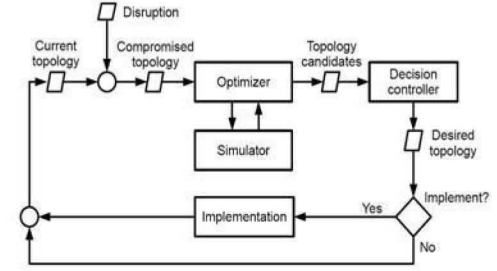 Disruption
Current
topology
Compromised
topology
Optimizer
Topology
candidates
Decision
controller
Simulator
Desired
topology
Implement?
Yes
Implementation
No